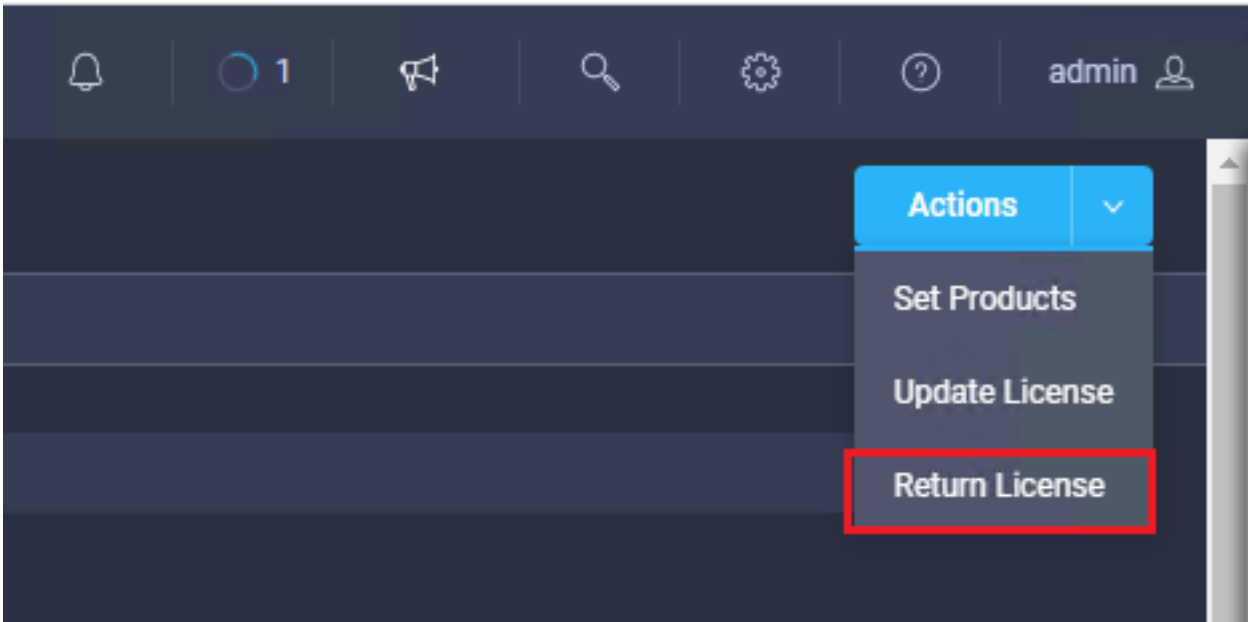 1
admin
Actions
Set Products
Update License
Return License